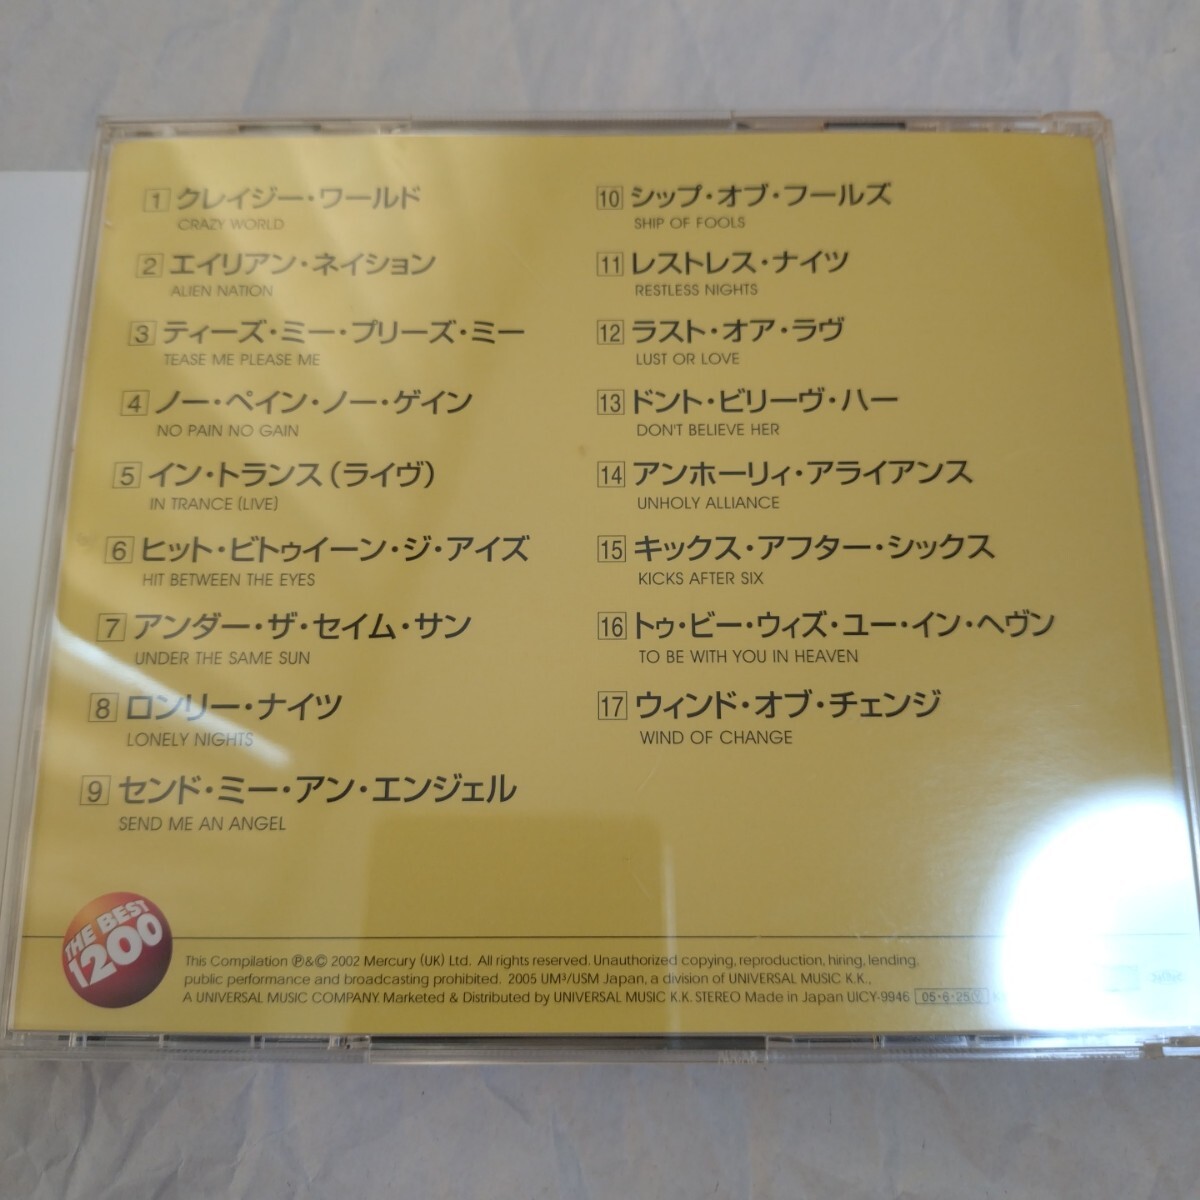 1 クレイジー・ワールド
CRAZY WORLD
2 エイリアン・ネイション
ALIEN NATION
3 ティーズ・ミー・プリーズ・ミー
TEASE ME PLEASE ME
4 ノー・ペイン・ノー・ゲイン
NO PAIN NO GAIN
5 イン・トランス(ライヴ)
IN TRANCE (LIVE)
6 ヒット・ビトゥイーン・ジ・アイズ
HIT BETWEEN THE EYES
7 アンダー・ザ・セイム・サン
UNDER THE SAME SUN
8 ロンリー・ナイツ
LONELY NIGHTS
9 センド・ミー・アン・エンジェル
SEND ME AN ANGEL
10 シップ・オブ・フールズ
SHIP OF FOOLS
11 レストレス・ナイツ
RESTLESS NIGHTS
12 ラスト・オア・ラヴ
LUST OR LOVE
13 ドント・ビリーヴ・ハー
DON'T BELIEVE HER
14 アンホーリィ・アライアンス
UNHOLY ALLIANCE
15 キックス・アフター・シックス
KICKS AFTER SIX
16 トゥ・ビー・ウィズ・ユー・イン・ヘヴン
TO BE WITH YOU IN HEAVEN
17 ウィンド・オブ・チェンジ
WIND OF CHANGE
THE BEST
1200
This Compilation ℗&© 2002 Mercury (UK) Ltd. All rights reserved. Unauthorized copying, reproduction, hiring, lending,
public performance and broadcasting prohibited. 2005 UM³/USM Japan, a division of UNIVERSAL MUSIC K.K.,
A UNIVERSAL MUSIC COMPANY. Marketed & Distributed by UNIVERSAL MUSIC K.K. STEREO Made in Japan UICY-9946 05・6・25